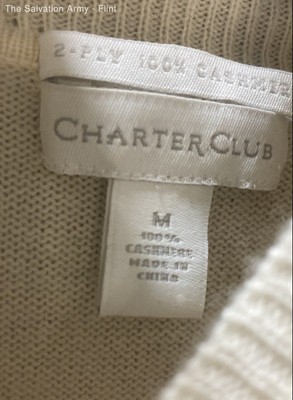 The Salvation Army - Flint
2-PLY 100% CASHMERE
CHARTER CLUB
M
100%
CASHMERE
MADE IN
CHINA